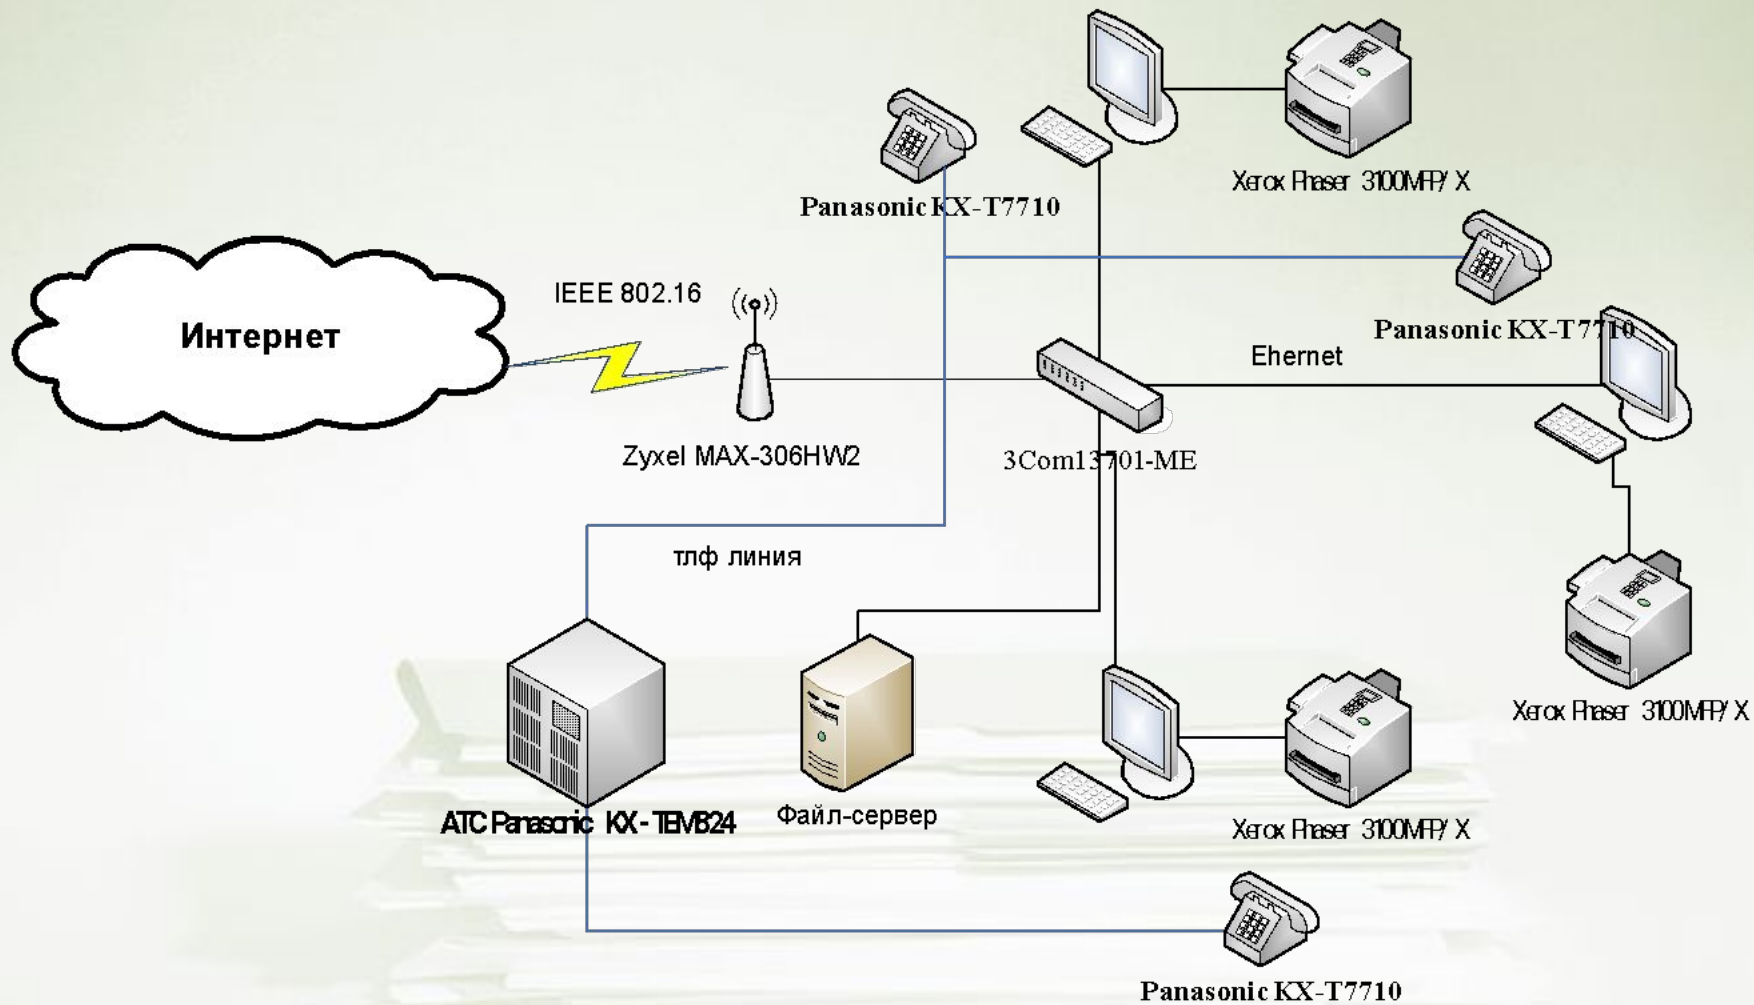 Xerox Phaser 3100MFP/X
Panasonic KX-T7710
IEEE 802.16
Интернет
Panasonic KX-T7710
Ehernet
Zyxel MAX-306HW2
3Com13701-ME
тлф линия
Xerox Phaser 3100MFP/X
АТС Panasonic KX-TEM824
Файл-сервер
Xerox Phaser 3100MFP/X
Panasonic KX-T7710